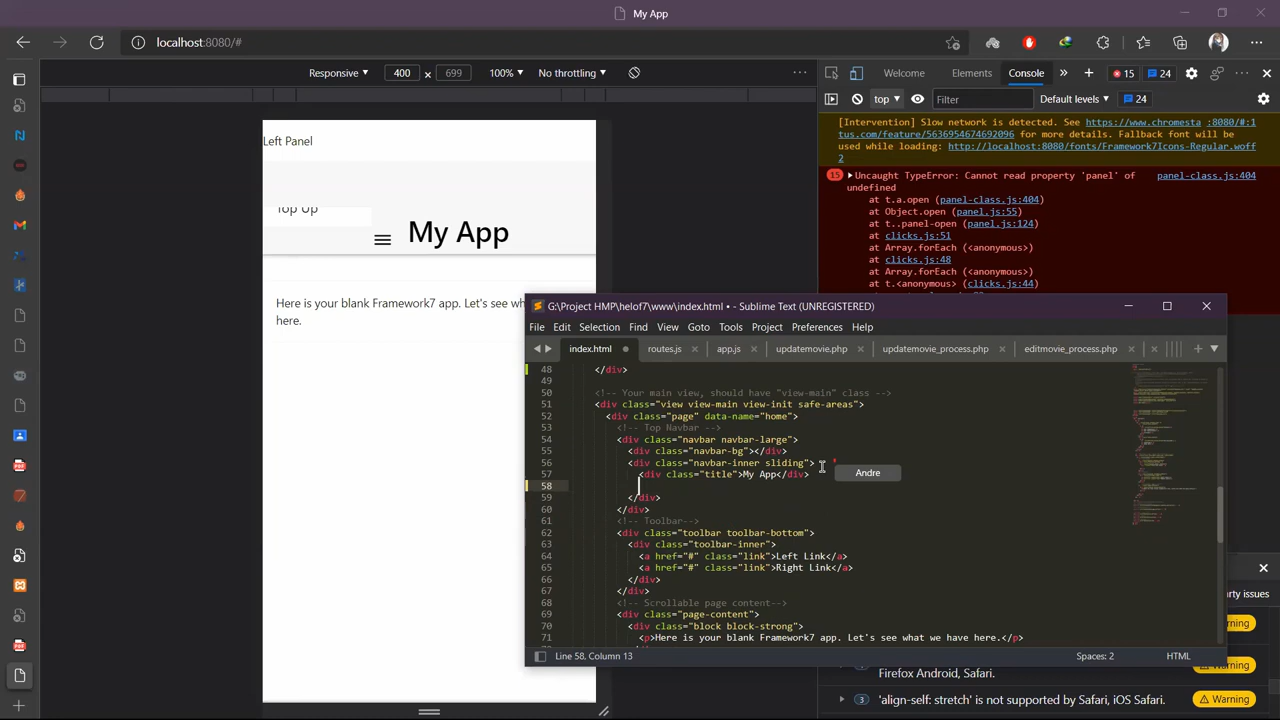 My App
localhost:8080/#
Responsive
400
x
699
100%
No throttling
Welcome
Elements
Console
15
24
top
Filter
Default levels
24
[Intervention] Slow network is detected. See https://www.chromesta :8080/#:1
tus.com/feature/5636954674692096 for more details. Fallback font will be
used while loading: http://localhost:8080/fonts/Framework7Icons-Regular.woff
2
15
Uncaught TypeError: Cannot read property 'panel' of panel-class.js:404
undefined
at t.a.open (panel-class.js:404)
at Object.open (panel.js:55)
at t..panel-open (panel.js:124)
at clicks.js:51
at Array.forEach (<anonymous>)
at clicks.js:48
at Array.forEach (<anonymous>)
at t.<anonymous> (clicks.js:44)
Left Panel
Top Up
My App
Here is your blank Framework7 app. Let's see
here.
G:\Project HMP\helof7\www\index.html • - Sublime Text (UNREGISTERED)
File Edit Selection Find View Goto Tools Project Preferences Help
index.html
routes.js
app.js
updatemovie.php
updatemovie_process.php
editmovie_process.php
48 </div>
49
50 <!-- Your main view, should have "view-main" class -->
51 <div class="view view-main view-init safe-areas">
52 <div class="page" data-name="home">
53 <!-- Top Navbar -->
54 <div class="navbar navbar-large">
55 <div class="navbar-bg"></div>
56 <div class="navbar-inner sliding">
57 <div class="title">My App</div>
58
59 </div>
60 </div>
61 <!-- Toolbar-->
62 <div class="toolbar toolbar-bottom">
63 <div class="toolbar-inner">
64 <a href="#" class="link">Left Link</a>
65 <a href="#" class="link">Right Link</a>
66 </div>
67 </div>
68 <!-- Scrollable page content-->
69 <div class="page-content">
70 <div class="block block-strong">
71 <p>Here is your blank Framework7 app. Let's see what we have here.</p>
Andre
Line 58, Column 13
Spaces: 2
HTML
rty issues
Warning
Warning
Firefox Android, Safari.
3
'align-self: stretch' is not supported by Safari, iOS Safari.
Warning